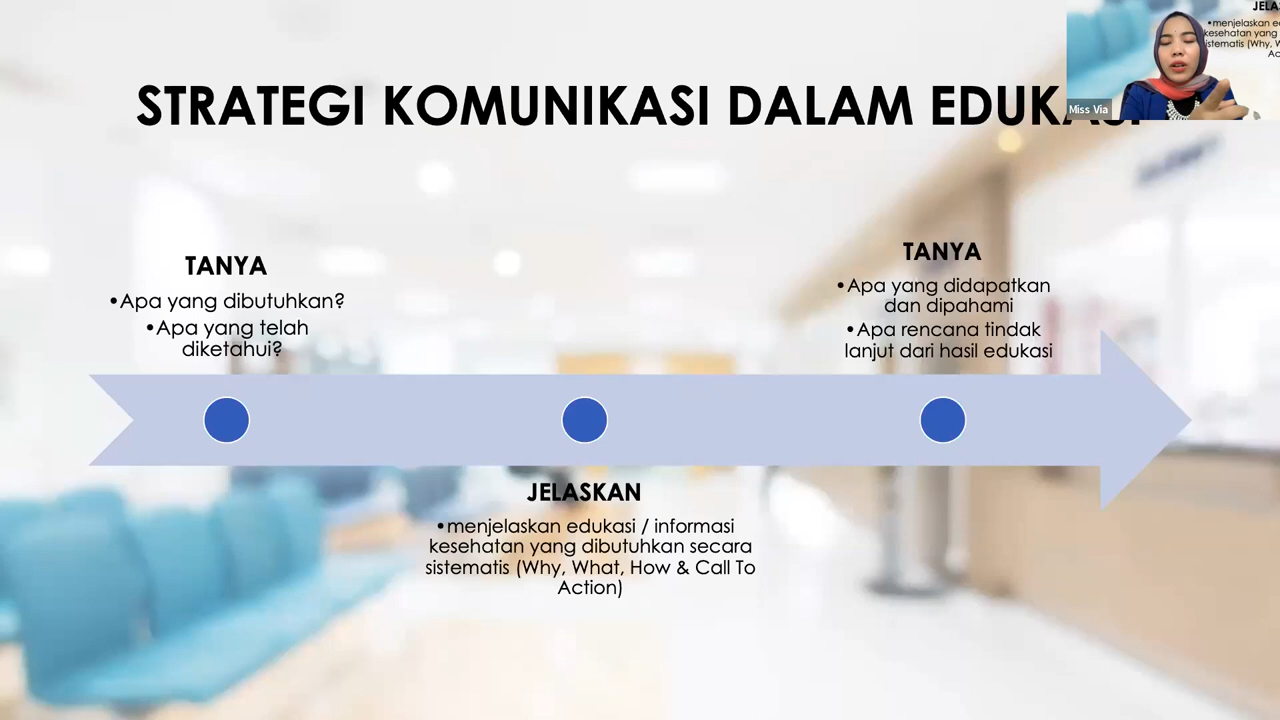 STRATEGI KOMUNIKASI DALAM EDUKASI
TANYA
•Apa yang dibutuhkan?
•Apa yang telah
diketahui?
JELASKAN
•menjelaskan edukasi / informasi
kesehatan yang dibutuhkan secara
sistematis (Why, What, How & Call To
Action)
TANYA
•Apa yang didapatkan
dan dipahami
•Apa rencana tindak
lanjut dari hasil edukasi
Miss Via